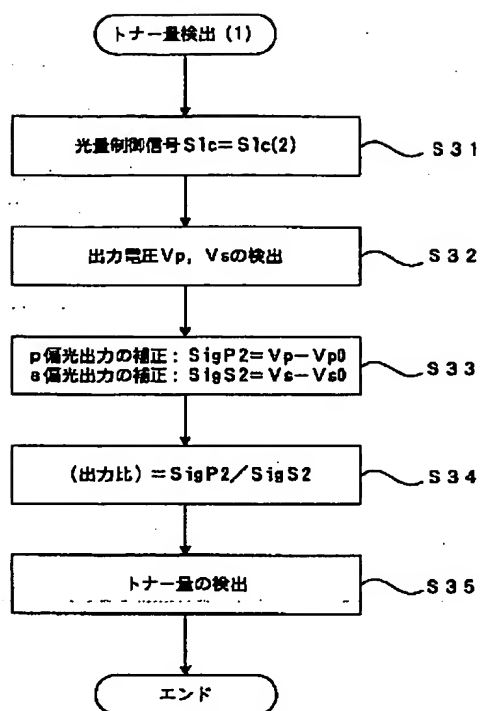 トナー量検出 (1)
光量制御信号Slc=Slc(2)
S31
出力電圧Vp, Vsの検出
S32
p偏光出力の補正: SigP2=Vp-Vp0
s偏光出力の補正: SigS2=Vs-Vs0
S33
(出力比)=SigP2/SigS2
S34
トナー量の検出
S35
エンド